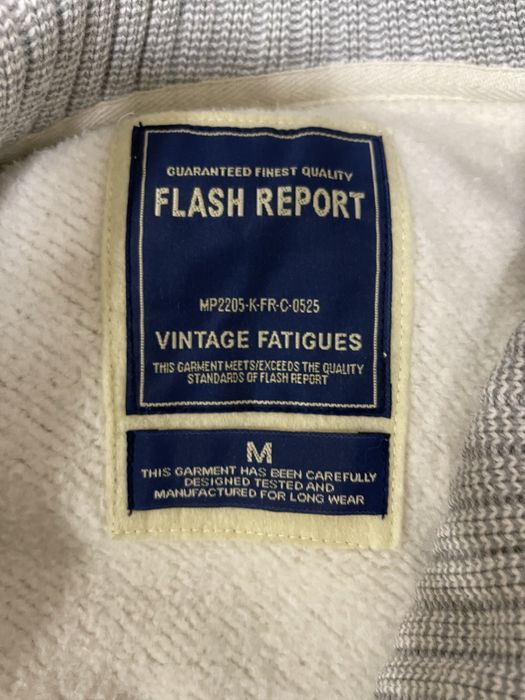 GUARANTEED FINEST QUALITY
FLASH REPORT
MP2205-K-FR-C-0525
VINTAGE FATIGUES
THIS GARMENT MEETS/EXCEEDS THE QUALITY
STANDARDS OF FLASH REPORT
M
THIS GARMENT HAS BEEN CAREFULLY
DESIGNED TESTED AND
MANUFACTURED FOR LONG WEAR